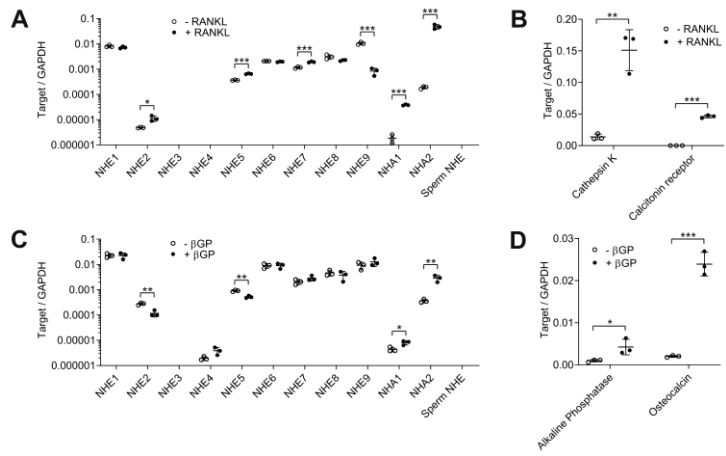 A
○ - RANKL
● + RANKL
Target / GAPDH
0.1
0.01
0.001
0.0001
0.00001
0.000001
* *** *** *** *** ***
NHE1 NHE2 NHE3 NHE4 NHE5 NHE6 NHE7 NHE8 NHE9 NHA1 NHA2 Sperm NHE
B
○ - RANKL
● + RANKL
Target / GAPDH
0.20
0.15
0.10
0.05
0.00
** ***
Cathepsin K Calcitonin receptor
C
○ - βGP
● + βGP
Target / GAPDH
0.1
0.01
0.001
0.0001
0.00001
0.000001
** ** * **
NHE1 NHE2 NHE3 NHE4 NHE5 NHE6 NHE7 NHE8 NHE9 NHA1 NHA2 Sperm NHE
D
○ - βGP
● + βGP
Target / GAPDH
0.03
0.02
0.01
0.00
* ***
Alkaline Phosphatase Osteocalcin